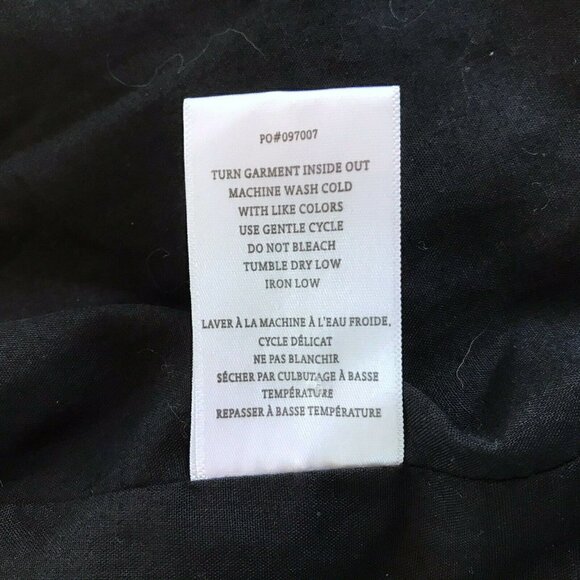 PO#097007
TURN GARMENT INSIDE OUT
MACHINE WASH COLD
WITH LIKE COLORS
USE GENTLE CYCLE
DO NOT BLEACH
TUMBLE DRY LOW
IRON LOW
LAVER À LA MACHINE À L'EAU FROIDE,
CYCLE DÉLICAT
NE PAS BLANCHIR
SÉCHER PAR CULBUTAGE À BASSE
TEMPÉRATURE
REPASSER À BASSE TEMPÉRATURE